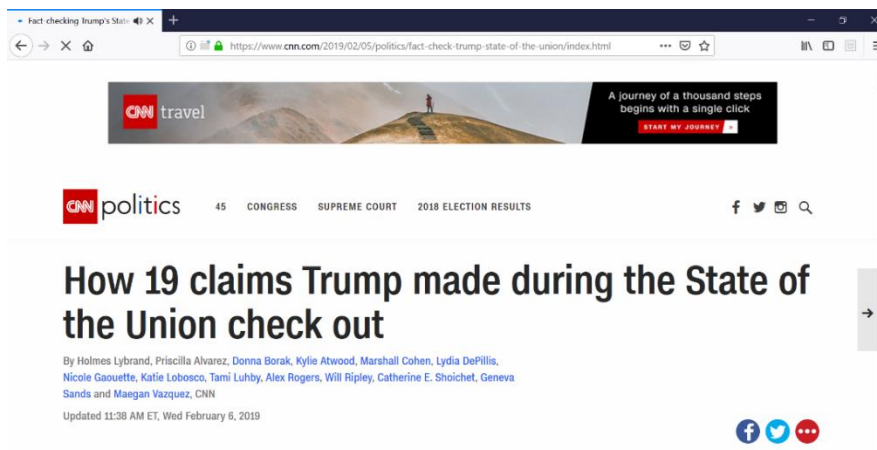 Fact-checking Trump's State
https://www.cnn.com/2019/02/05/politics/fact-check-trump-state-of-the-union/index.html
CNN travel
A journey of a thousand steps
begins with a single click
START MY JOURNEY
CNN politics 45 CONGRESS SUPREME COURT 2018 ELECTION RESULTS
How 19 claims Trump made during the State of
the Union check out
By Holmes Lybrand, Priscilla Alvarez, Donna Borak, Kylie Atwood, Marshall Cohen, Lydia DePillis,
Nicole Gaouette, Katie Lobosco, Tami Luhby, Alex Rogers, Will Ripley, Catherine E. Shoichet, Geneva
Sands and Maegan Vazquez, CNN
Updated 11:38 AM ET, Wed February 6, 2019